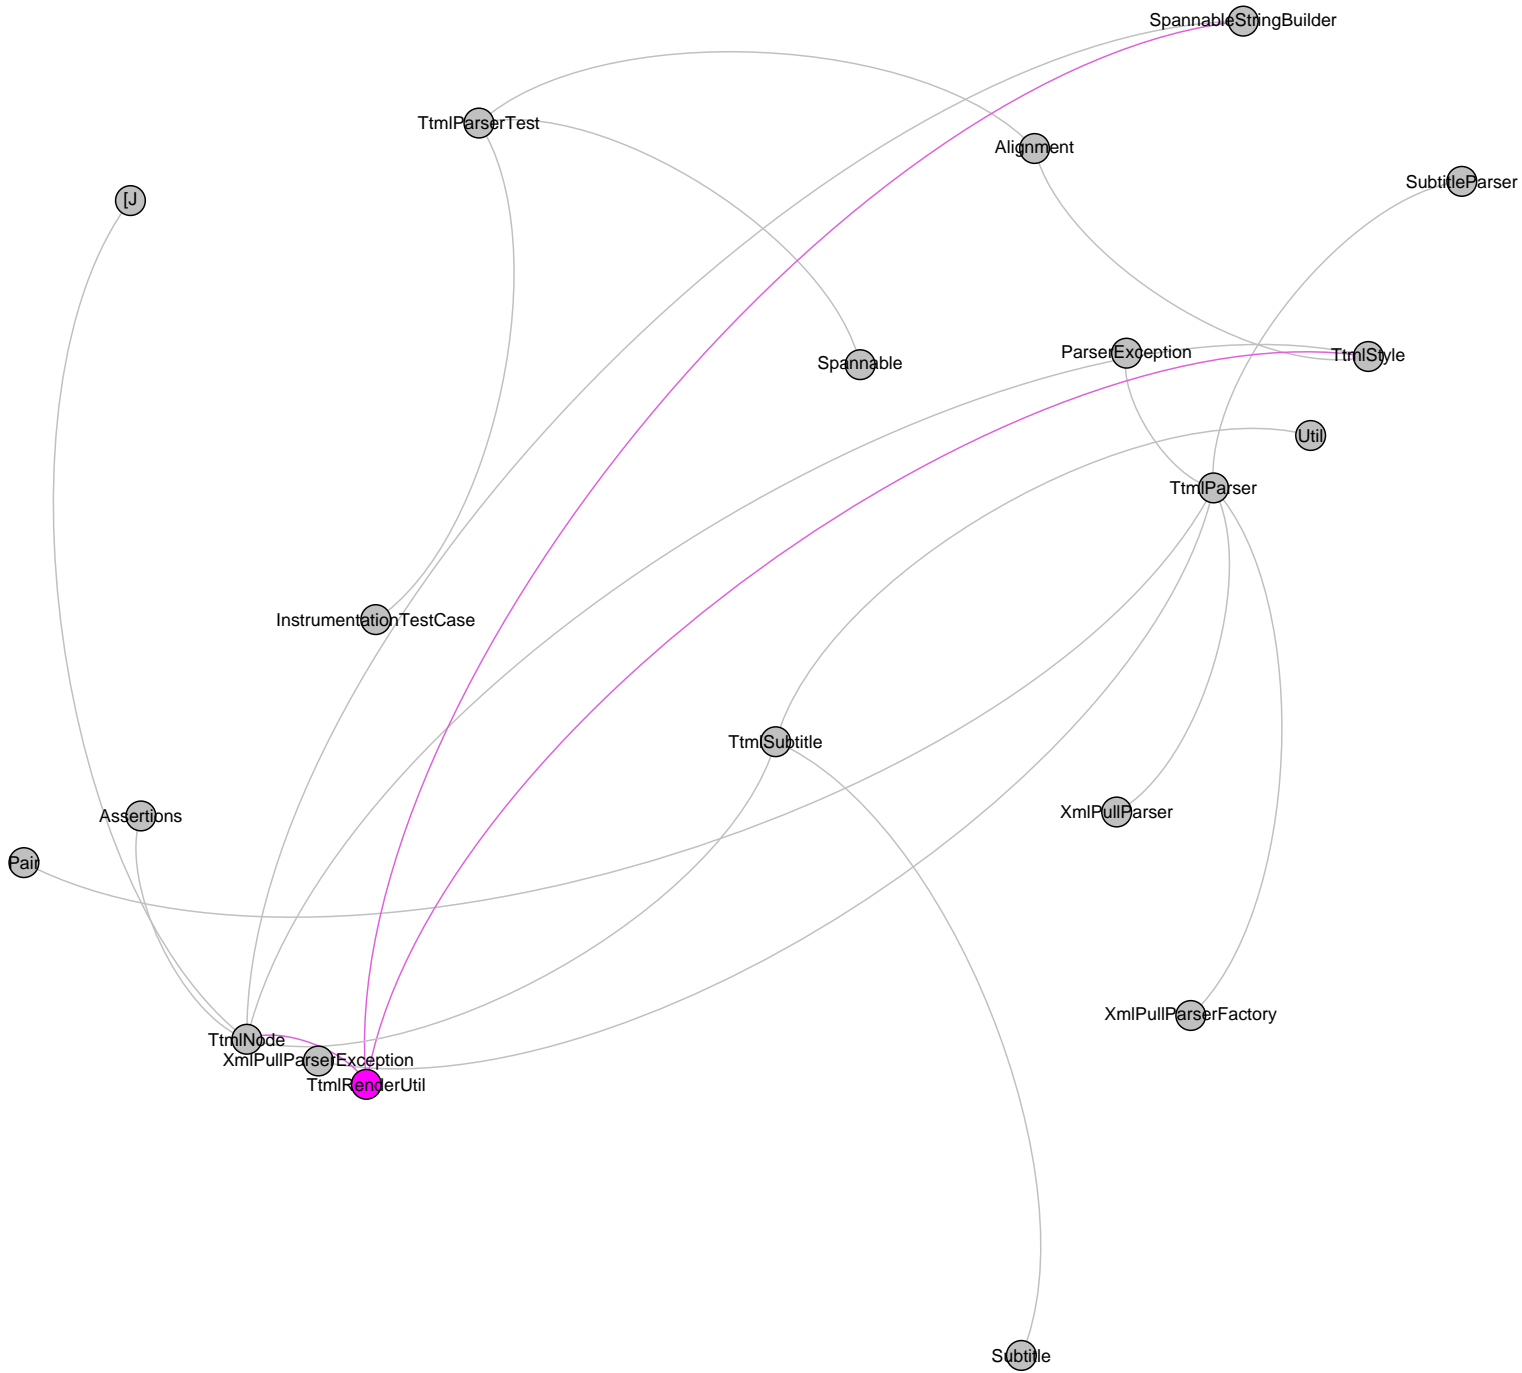 SpannableStringBuilder
TtmlParserTest
Alignment
SubtitleParser
[J
ParserException
TtmlStyle
Spannable
Util
TtmlParser
InstrumentationTestCase
TtmlSubtitle
XmlPullParser
Assertions
Pair
XmlPullParserFactory
TtmlNode
XmlPullParserException
TtmlRenderUtil
Subtitle